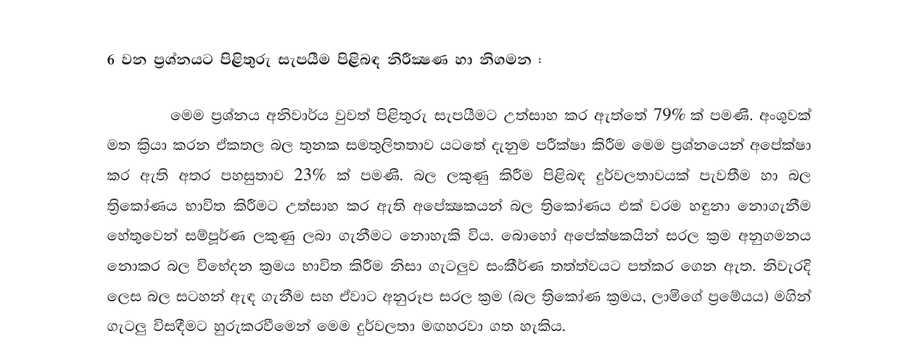 6 වන ප්‍රශ්නයට පිළිතුරු සැපයීම පිළිබඳ නිරීක්‍ෂණ හා නිගමන :
මෙම ප්‍රශ්නය අනිවාර්ය වුවත් පිළිතුරු සැපයීමට උත්සාහ කර ඇත්තේ 79% ක් පමණි. අංශුවක්
මත ක්‍රියා කරන ඒකතල බල තුනක සමතුලිතතාව යටතේ දැනුම පරීක්ෂා කිරීම මෙම ප්‍රශ්නයෙන් අපේක්ෂා
කර ඇති අතර පහසුතාව 23% ක් පමණි. බල ලකුණු කිරීම පිළිබඳ දුර්වලතාවයක් පැවතීම හා බල
ත්‍රිකෝණය භාවිත කිරීමට උත්සාහ කර ඇති අපේක්‍ෂකයන් බල ත්‍රිකෝණය එක් වරම හඳුනා නොගැනීම
හේතුවෙන් සම්පූර්ණ ලකුණු ලබා ගැනීමට නොහැකි විය. බොහෝ අපේක්ෂකයින් සරල ක්‍රම අනුගමනය
නොකර බල විභේදන ක්‍රමය භාවිත කිරීම නිසා ගැටලුව සංකීර්ණ තත්ත්වයට පත්කර ගෙන ඇත. නිවැරදි
ලෙස බල සටහන් ඇඳ ගැනීම සහ ඒවාට අනුරූප සරල ක්‍රම (බල ත්‍රිකෝණ ක්‍රමය, ලාමිගේ ප්‍රමේයය) මගින්
ගැටලු විසඳීමට හුරුකරවීමෙන් මෙම දුර්වලතා මඟහරවා ගත හැකිය.